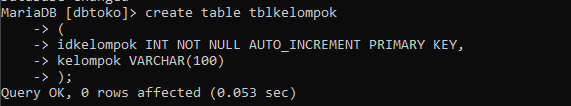 MariaDB [dbtoko]> create table tblkelompok
-> (
-> idkelompok INT NOT NULL AUTO_INCREMENT PRIMARY KEY,
-> kelompok VARCHAR(100)
-> );
Query OK, 0 rows affected (0.053 sec)